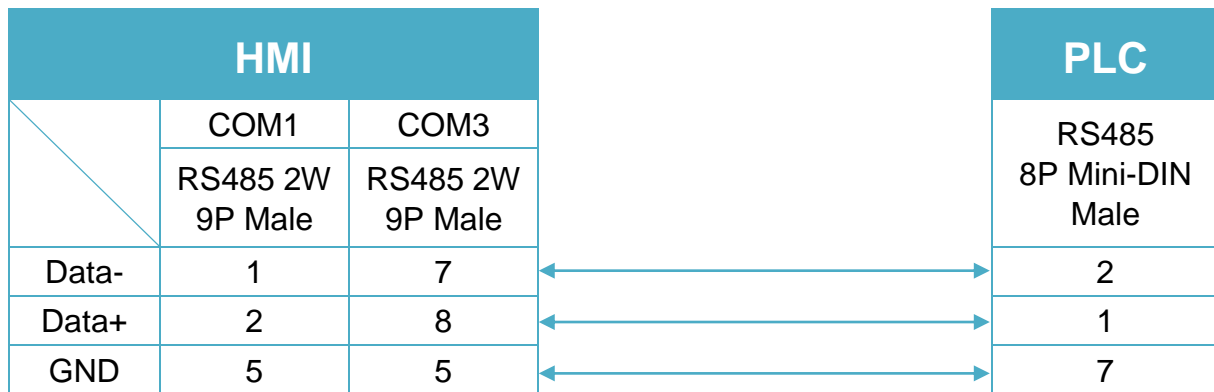 HMI PLC
COM1 COM3 RS485
8P Mini-DIN
Male
RS485 2W RS485 2W
9P Male 9P Male
Data- 1 7 2
Data+ 2 8 1
GND 5 5 7